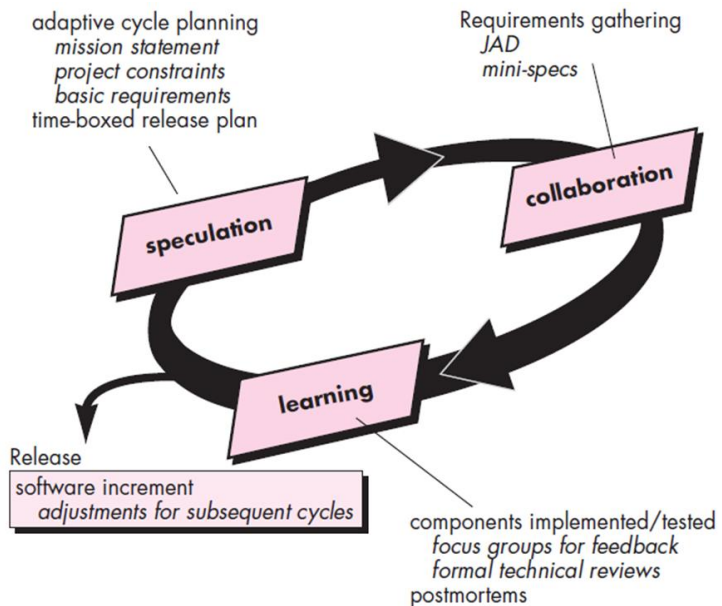 adaptive cycle planning
mission statement
project constraints
basic requirements
time-boxed release plan
Requirements gathering
JAD
mini-specs
speculation
collaboration
learning
Release
software increment
adjustments for subsequent cycles
components implemented/tested
focus groups for feedback
formal technical reviews
postmortems